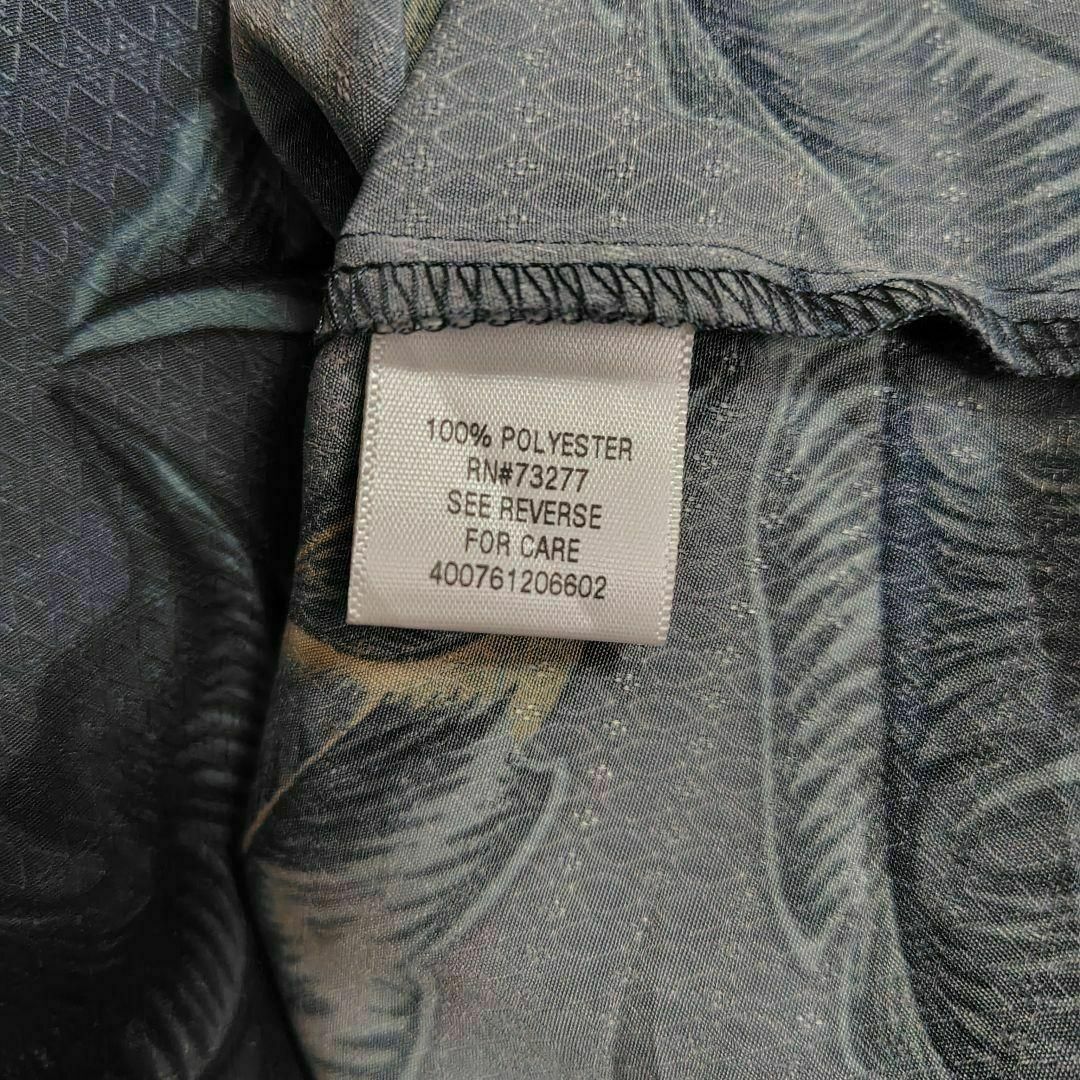 100% POLYESTER
RN#73277
SEE REVERSE
FOR CARE
400761206602